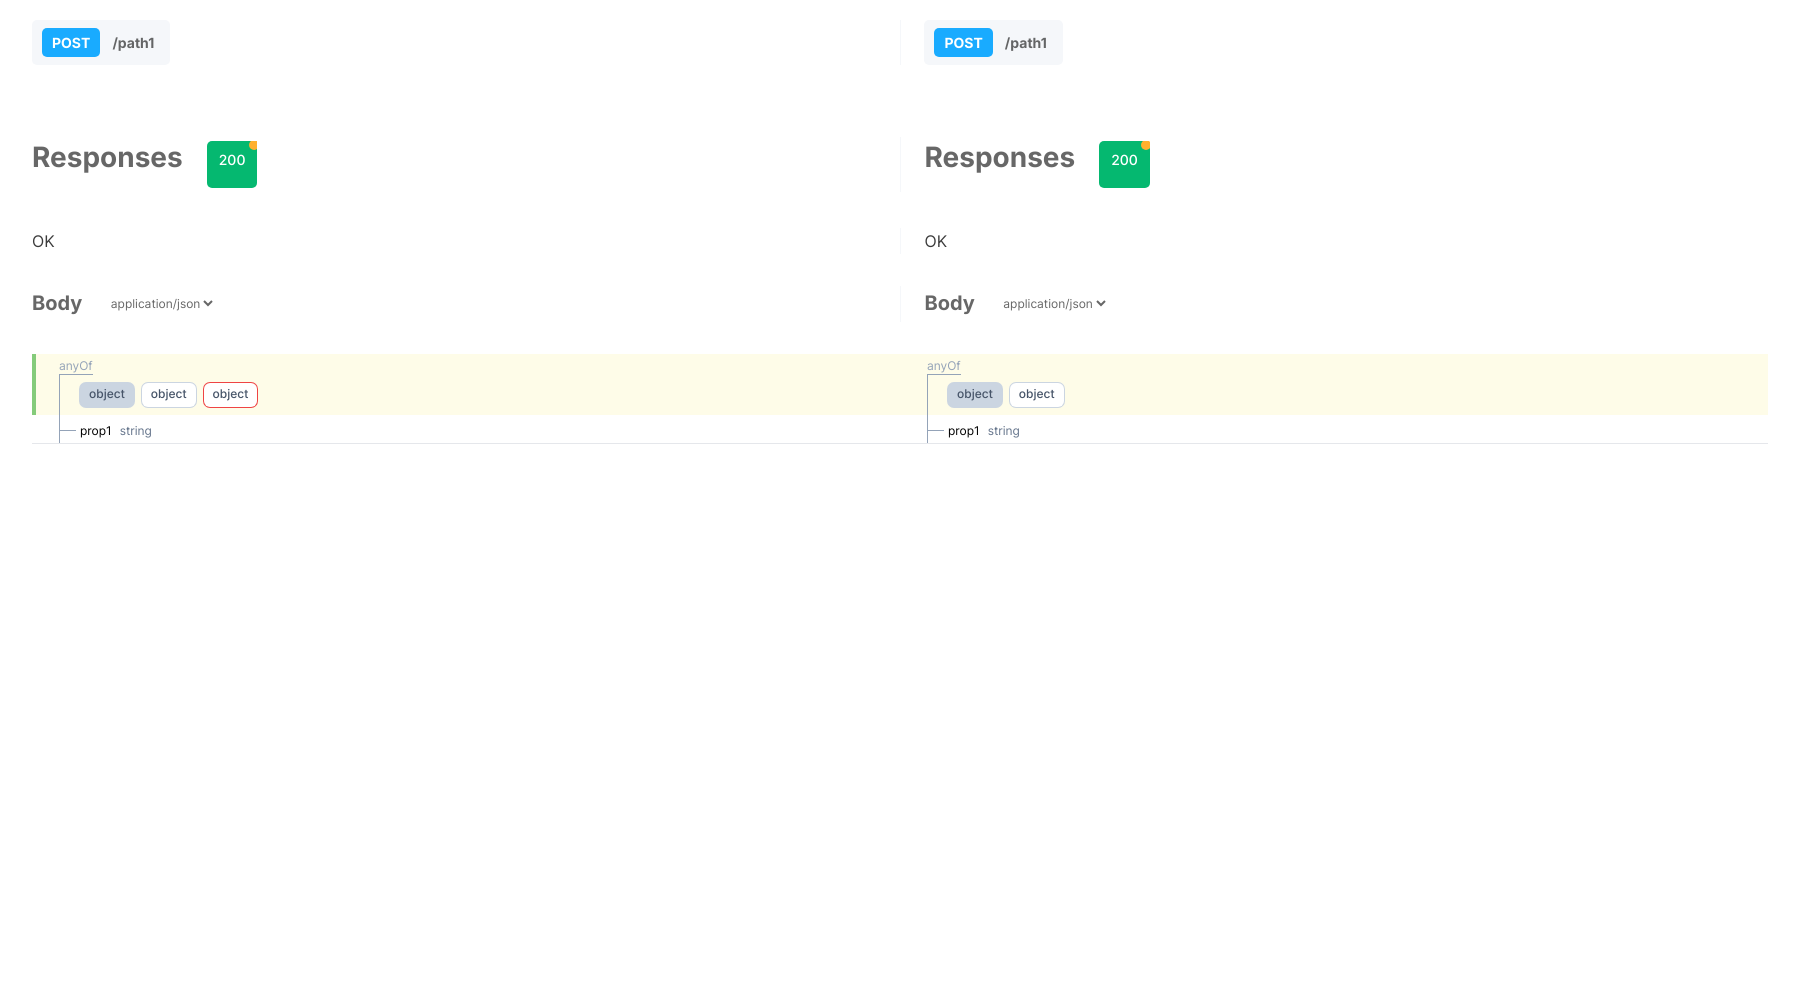 POST /path1 POST /path1
Responses 200 Responses 200
OK OK
Body application/json Body application/json
anyOf anyOf
object object object object object
prop1 string prop1 string